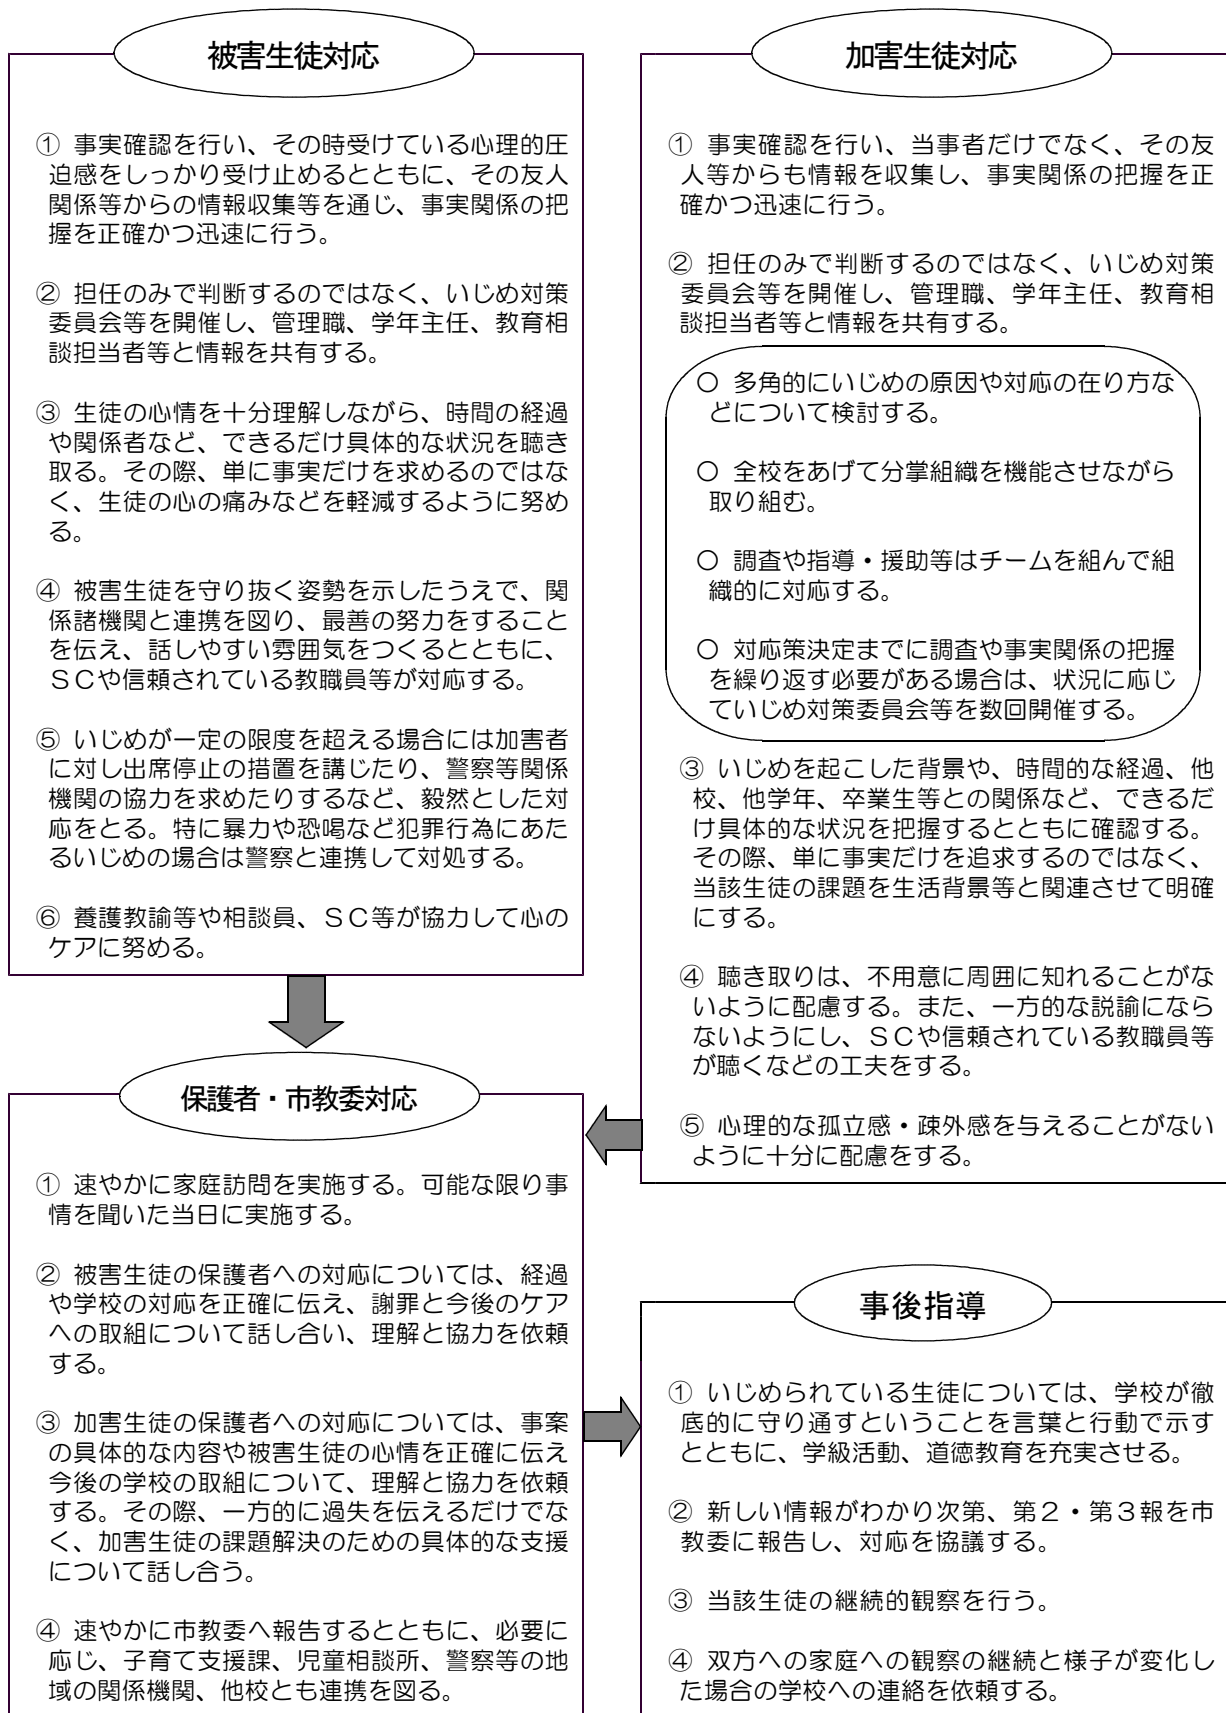 被害生徒対応
① 事実確認を行い、その時受けている心理的圧
迫感をしっかり受け止めるとともに、その友人
関係等からの情報収集等を通じ、事実関係の把
握を正確かつ迅速に行う。
② 担任のみで判断するのではなく、いじめ対策
委員会等を開催し、管理職、学年主任、教育相
談担当者等と情報を共有する。
③ 生徒の心情を十分理解しながら、時間の経過
や関係者など、できるだけ具体的な状況を聴き
取る。その際、単に事実だけを求めるのではな
く、生徒の心の痛みなどを軽減するように努め
る。
④ 被害生徒を守り抜く姿勢を示したうえで、関
係諸機関と連携を図り、最善の努力をすること
を伝え、話しやすい雰囲気をつくるとともに、
ＳＣや信頼されている教職員等が対応する。
⑤ いじめが一定の限度を超える場合には加害者
に対し出席停止の措置を講じたり、警察等関係
機関の協力を求めたりするなど、毅然とした対
応をとる。特に暴力や恐喝など犯罪行為にあた
るいじめの場合は警察と連携して対処する。
⑥ 養護教諭等や相談員、ＳＣ等が協力して心の
ケアに努める。
加害生徒対応
① 事実確認を行い、当事者だけでなく、その友
人等からも情報を収集し、事実関係の把握を正
確かつ迅速に行う。
② 担任のみで判断するのではなく、いじめ対策
委員会等を開催し、管理職、学年主任、教育相
談担当者等と情報を共有する。
○ 多角的にいじめの原因や対応の在り方な
どについて検討する。
○ 全校をあげて分掌組織を機能させながら
取り組む。
○ 調査や指導・援助等はチームを組んで組
織的に対応する。
○ 対応策決定までに調査や事実関係の把握
を繰り返す必要がある場合は、状況に応じ
ていじめ対策委員会等を数回開催する。
③ いじめを起こした背景や、時間的な経過、他
校、他学年、卒業生等との関係など、できるだ
け具体的な状況を把握するとともに確認する。
その際、単に事実だけを追求するのではなく、
当該生徒の課題を生活背景等と関連させて明確
にする。
④ 聴き取りは、不用意に周囲に知れることがな
いように配慮する。また、一方的な説諭になら
ないようにし、ＳＣや信頼されている教職員等
が聴くなどの工夫をする。
⑤ 心理的な孤立感・疎外感を与えることがない
ように十分に配慮をする。
保護者・市教委対応
① 速やかに家庭訪問を実施する。可能な限り事
情を聞いた当日に実施する。
② 被害生徒の保護者への対応については、経過
や学校の対応を正確に伝え、謝罪と今後のケア
への取組について話し合い、理解と協力を依頼
する。
③ 加害生徒の保護者への対応については、事案
の具体的な内容や被害生徒の心情を正確に伝え
今後の学校の取組について、理解と協力を依頼
する。その際、一方的に過失を伝えるだけでな
く、加害生徒の課題解決のための具体的な支援
について話し合う。
④ 速やかに市教委へ報告するとともに、必要に
応じ、子育て支援課、児童相談所、警察等の地
域の関係機関、他校とも連携を図る。
事後指導
① いじめられている生徒については、学校が徹
底的に守り通すということを言葉と行動で示す
とともに、学級活動、道徳教育を充実させる。
② 新しい情報がわかり次第、第２・第３報を市
教委に報告し、対応を協議する。
③ 当該生徒の継続的観察を行う。
④ 双方への家庭への観察の継続と様子が変化し
た場合の学校への連絡を依頼する。